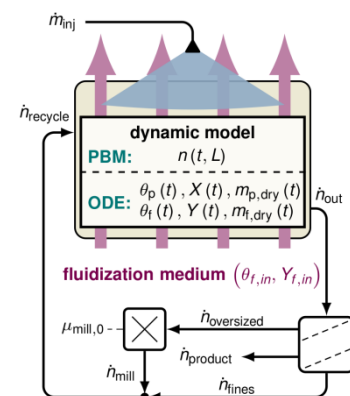 ṁinj
ṅrecycle
dynamic model
PBM: n(t, L)
ODE: θp(t), X(t), mp,dry(t)
θf(t), Y(t), mf,dry(t)
ṅout
fluidization medium (θf,in, Yf,in)
μmill,0
ṅoversized
ṅproduct
ṅmill
ṅfines